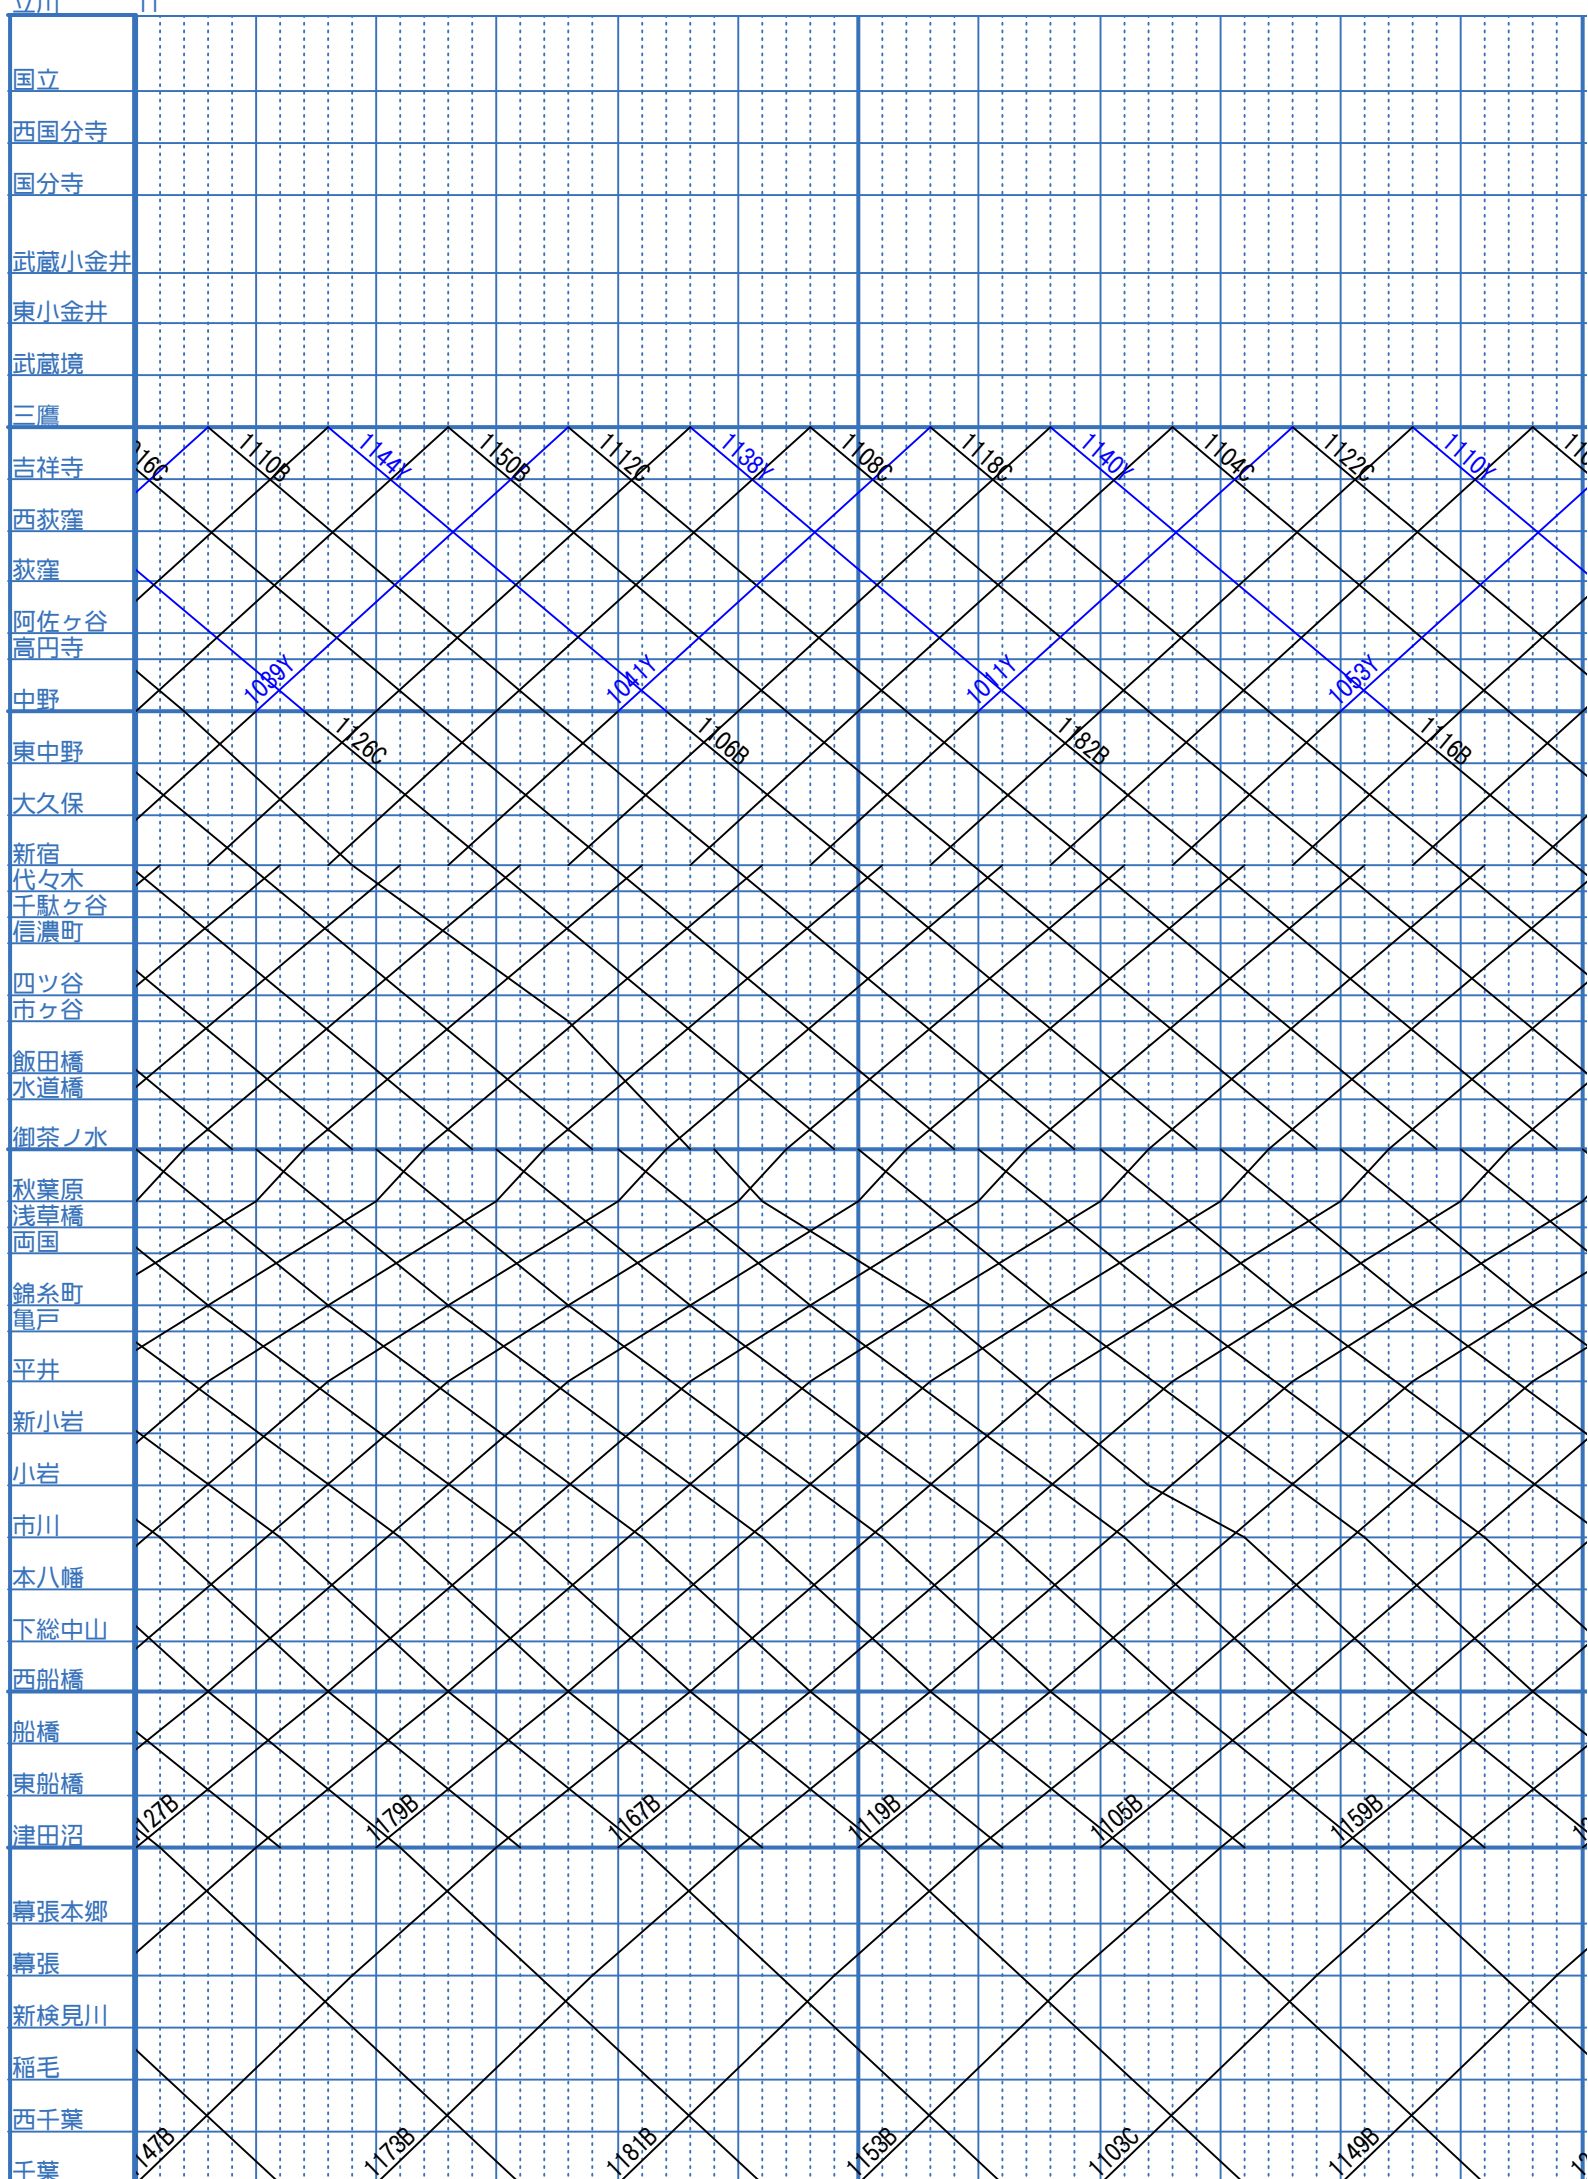 立川 11
国立
西国分寺
国分寺
武蔵小金井
東小金井
武蔵境
三鷹
吉祥寺 1110B 1144Y 1150B 1112C 1138Y 1108C 1118C 1140Y 1104C 1122C 1110Y
西荻窪
荻窪
阿佐ヶ谷
高円寺
中野 1039Y 1041Y 1011Y 1053Y
東中野 1126C 1106B 1182B 1116B
大久保
新宿
代々木
千駄ヶ谷
信濃町
四ツ谷
市ヶ谷
飯田橋
水道橋
御茶ノ水
秋葉原
浅草橋
両国
錦糸町
亀戸
平井
新小岩
小岩
市川
本八幡
下総中山
西船橋
船橋
東船橋
津田沼 1127B 1179B 1167B 1119B 1105B 1159B
幕張本郷
幕張
新検見川
稲毛
西千葉
千葉 1147B 1173B 1181B 1153B 1103C 1149B